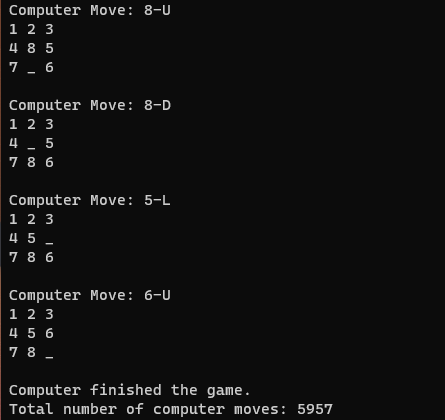 Computer Move: 8-U
1 2 3
4 8 5
7 _ 6
Computer Move: 8-D
1 2 3
4 _ 5
7 8 6
Computer Move: 5-L
1 2 3
4 5 _
7 8 6
Computer Move: 6-U
1 2 3
4 5 6
7 8 _
Computer finished the game.
Total number of computer moves: 5957